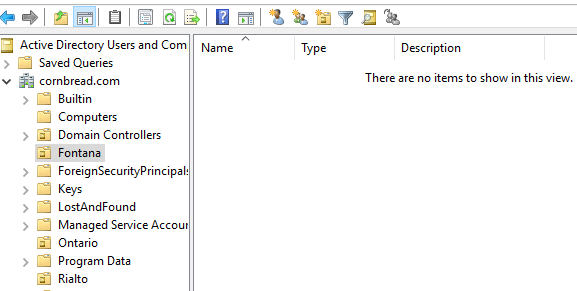 Active Directory Users and Com
Saved Queries
cornbread.com
Builtin
Computers
Domain Controllers
Fontana
ForeignSecurityPrincipals
Keys
LostAndFound
Managed Service Accour
Ontario
Program Data
Rialto
Name Type Description
There are no items to show in this view.